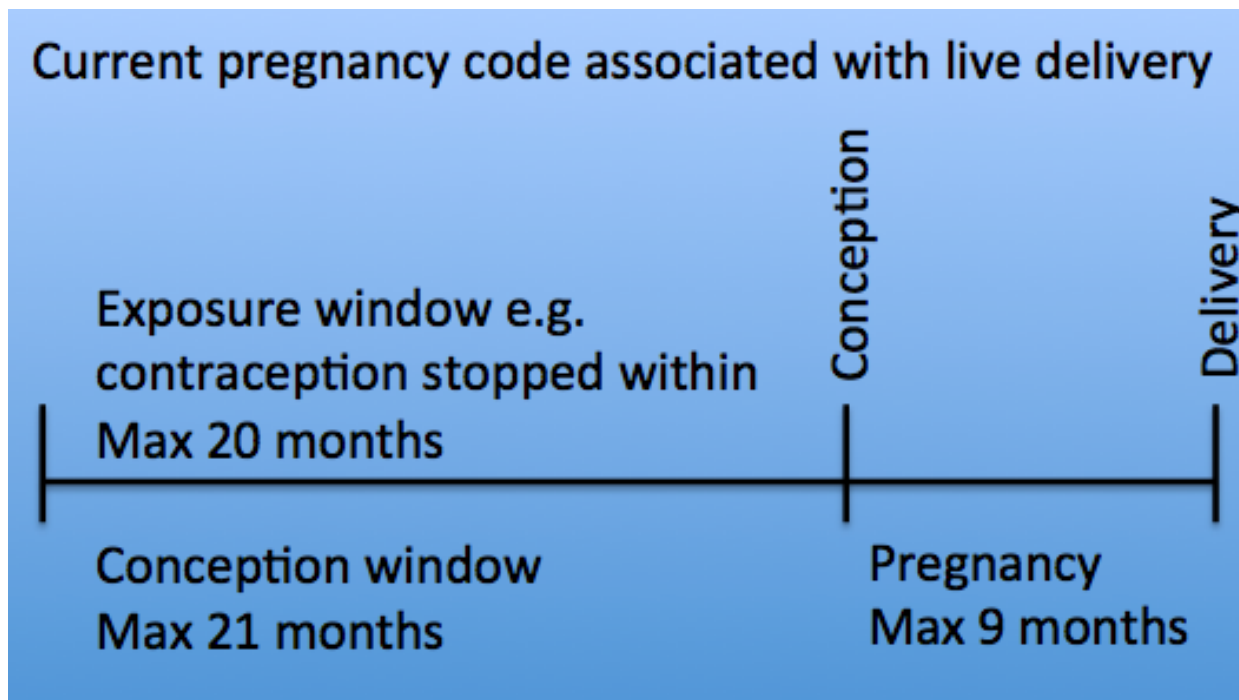 Current pregnancy code associated with live delivery
Conception
Delivery
Exposure window e.g.
contraception stopped within
Max 20 months
Conception window
Max 21 months
Pregnancy
Max 9 months